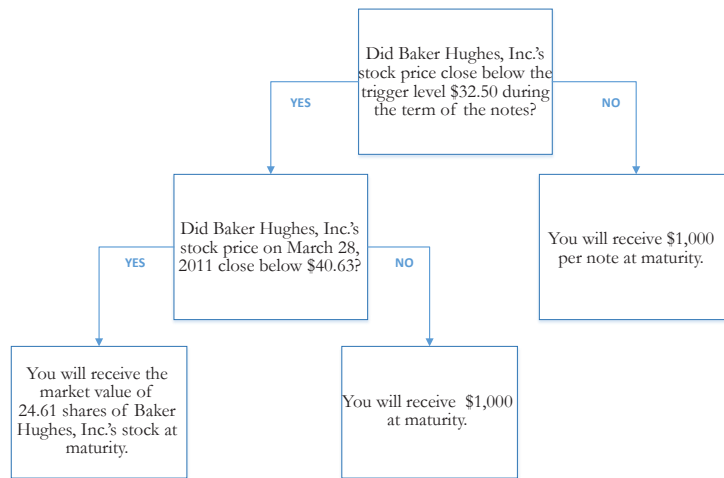 Did Baker Hughes, Inc.'s
stock price close below the
trigger level $32.50 during
the term of the notes?
YES
NO
Did Baker Hughes, Inc.'s
stock price on March 28,
2011 close below $40.63?
You will receive $1,000
per note at maturity.
YES
NO
You will receive the
market value of
24.61 shares of Baker
Hughes, Inc.'s stock at
maturity.
You will receive $1,000
at maturity.